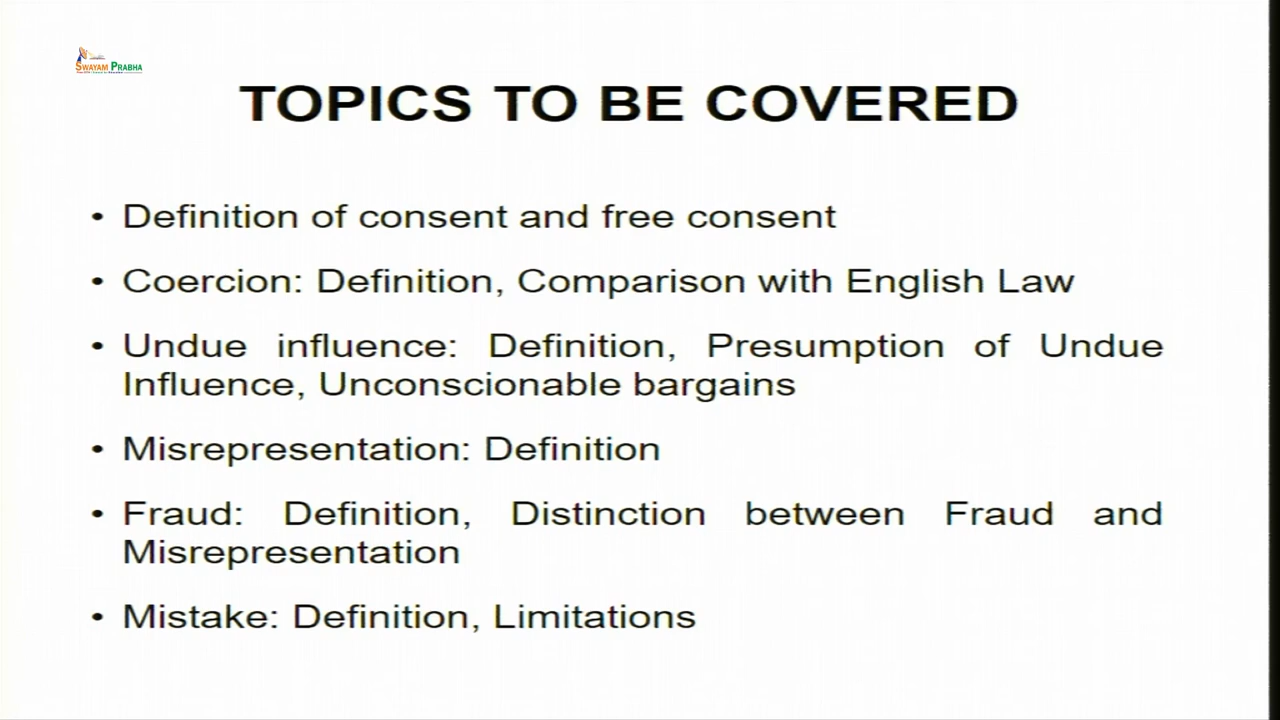 SWAYAM PRABHA
TOPICS TO BE COVERED
• Definition of consent and free consent
• Coercion: Definition, Comparison with English Law
• Undue influence: Definition, Presumption of Undue
Influence, Unconscionable bargains
• Misrepresentation: Definition
• Fraud: Definition, Distinction between Fraud and
Misrepresentation
• Mistake: Definition, Limitations